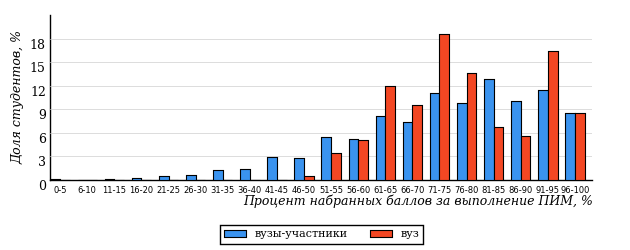 Доля студентов, %
18
15
12
9
6
3
0
0-5 6-10 11-15 16-20 21-25 26-30 31-35 36-40 41-45 46-50 51-55 56-60 61-65 66-70 71-75 76-80 81-85 86-90 91-95 96-100
Процент набранных баллов за выполнение ПИМ, %
вузы-участники вуз